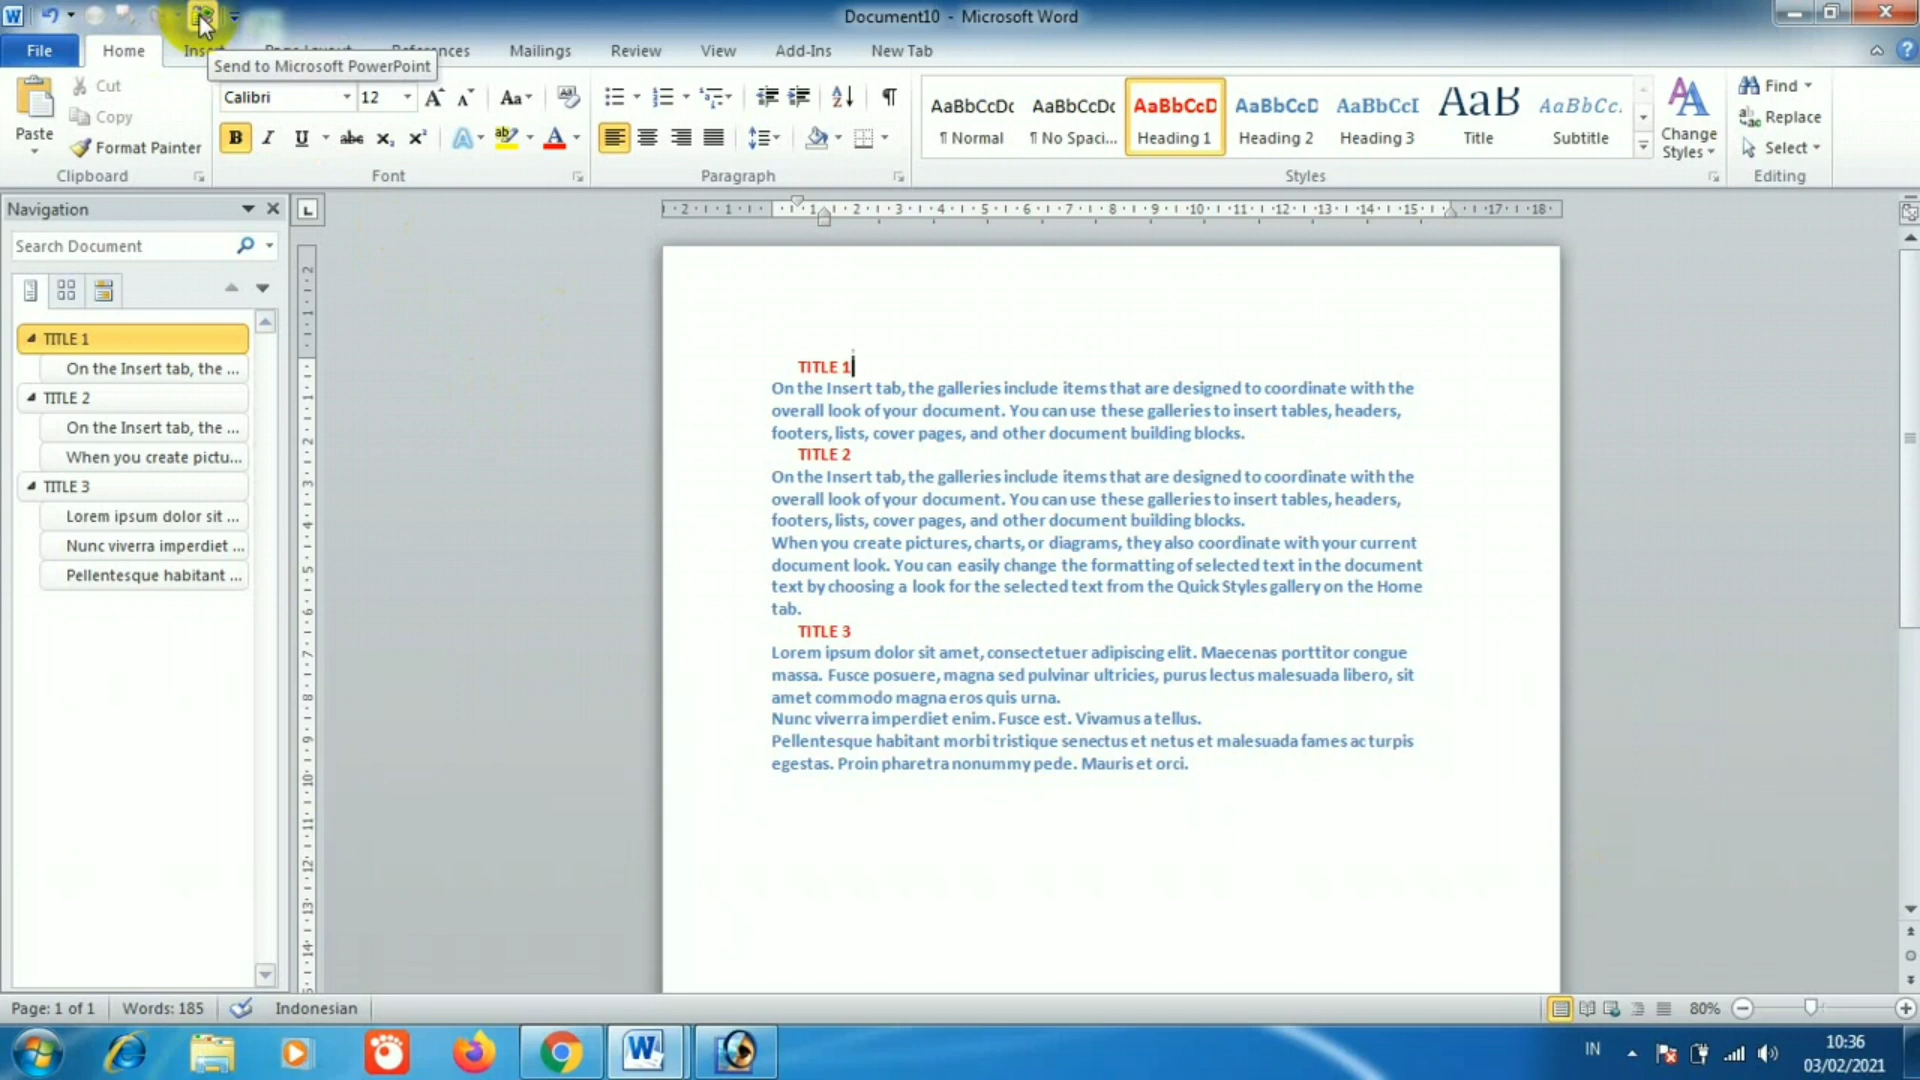 Document10 - Microsoft Word
File Home Insert Page Layout References Mailings Review View Add-Ins New Tab
Send to Microsoft PowerPoint
Paste
Cut
Copy
Format Painter
Clipboard
Calibri 12
Font
Paragraph
AaBbCcDc AaBbCcDc AaBbCcD AaBbCcD AaBbCcI AaB AaBbCc.
¶ Normal ¶ No Spaci... Heading 1 Heading 2 Heading 3 Title Subtitle
Styles
Change
Styles
Find
Replace
Select
Editing
Navigation
Search Document
TITLE 1
On the Insert tab, the ...
TITLE 2
On the Insert tab, the ...
When you create pictu...
TITLE 3
Lorem ipsum dolor sit ...
Nunc viverra imperdiet ...
Pellentesque habitant ...
TITLE 1
On the Insert tab, the galleries include items that are designed to coordinate with the
overall look of your document. You can use these galleries to insert tables, headers,
footers, lists, cover pages, and other document building blocks.
TITLE 2
On the Insert tab, the galleries include items that are designed to coordinate with the
overall look of your document. You can use these galleries to insert tables, headers,
footers, lists, cover pages, and other document building blocks.
When you create pictures, charts, or diagrams, they also coordinate with your current
document look. You can easily change the formatting of selected text in the document
text by choosing a look for the selected text from the Quick Styles gallery on the Home
tab.
TITLE 3
Lorem ipsum dolor sit amet, consectetuer adipiscing elit. Maecenas porttitor congue
massa. Fusce posuere, magna sed pulvinar ultricies, purus lectus malesuada libero, sit
amet commodo magna eros quis urna.
Nunc viverra imperdiet enim. Fusce est. Vivamus a tellus.
Pellentesque habitant morbi tristique senectus et netus et malesuada fames ac turpis
egestas. Proin pharetra nonummy pede. Mauris et orci.
Page: 1 of 1 Words: 185 Indonesian 80%
IN 10:36
03/02/2021